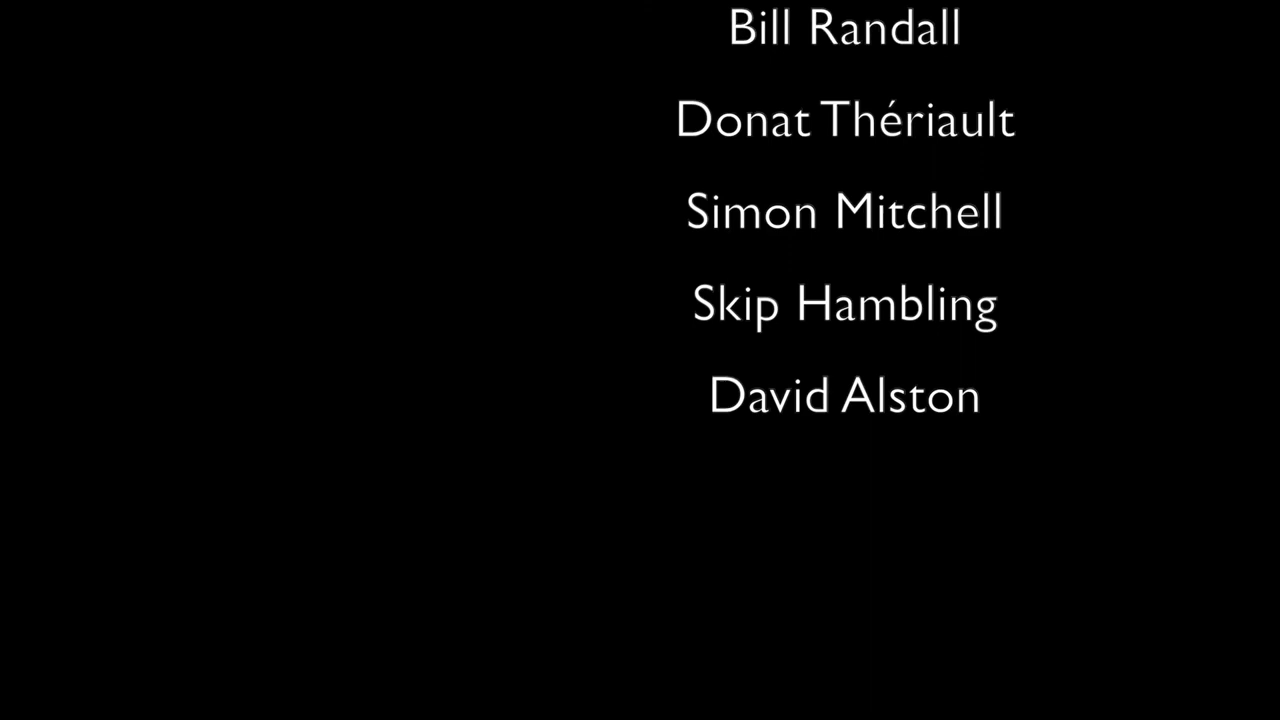 Bill Randall
Donat Thériault
Simon Mitchell
Skip Hambling
David Alston